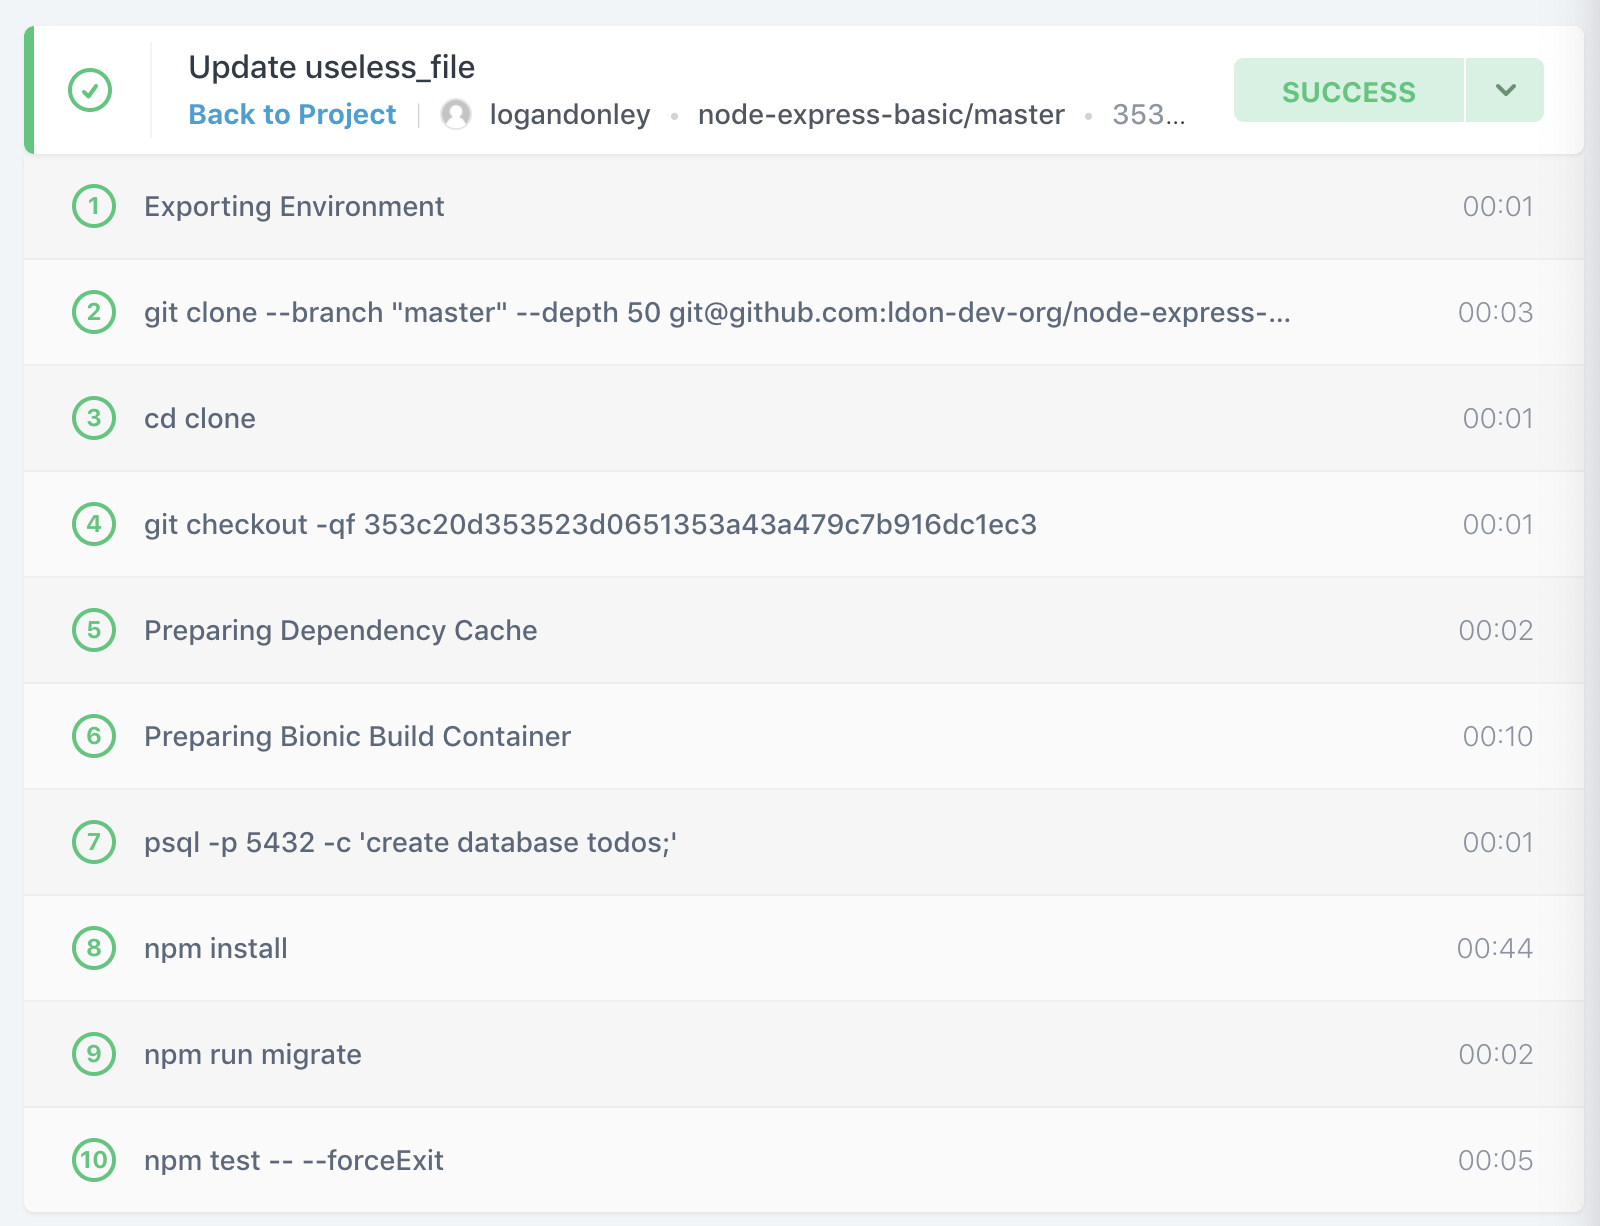 Update useless_file
Back to Project | logandonley • node-express-basic/master • 353...
SUCCESS
1 Exporting Environment 00:01
2 git clone --branch "master" --depth 50 git@github.com:ldon-dev-org/node-express-... 00:03
3 cd clone 00:01
4 git checkout -qf 353c20d353523d0651353a43a479c7b916dc1ec3 00:01
5 Preparing Dependency Cache 00:02
6 Preparing Bionic Build Container 00:10
7 psql -p 5432 -c 'create database todos;' 00:01
8 npm install 00:44
9 npm run migrate 00:02
10 npm test -- --forceExit 00:05